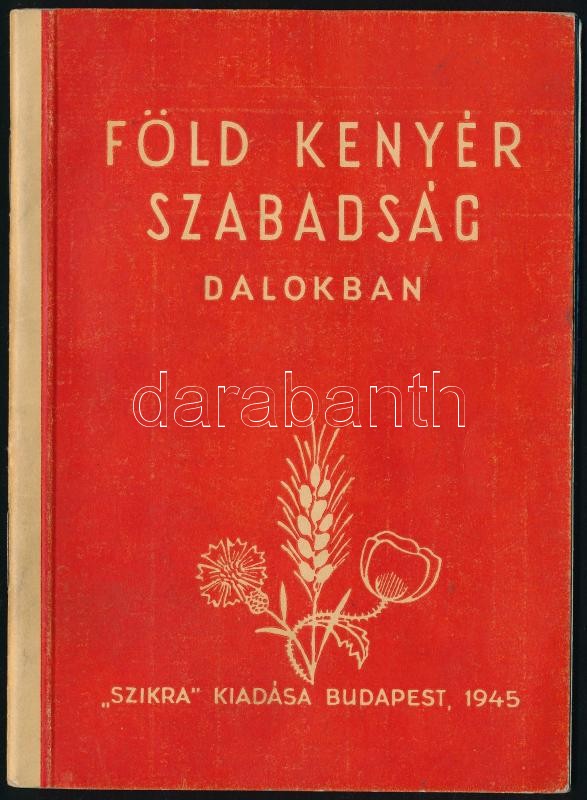 FÖLD KENYÉR
SZABADSÁG
DALOKBAN
darabanth
„SZIKRA" KIADÁSA BUDAPEST, 1945